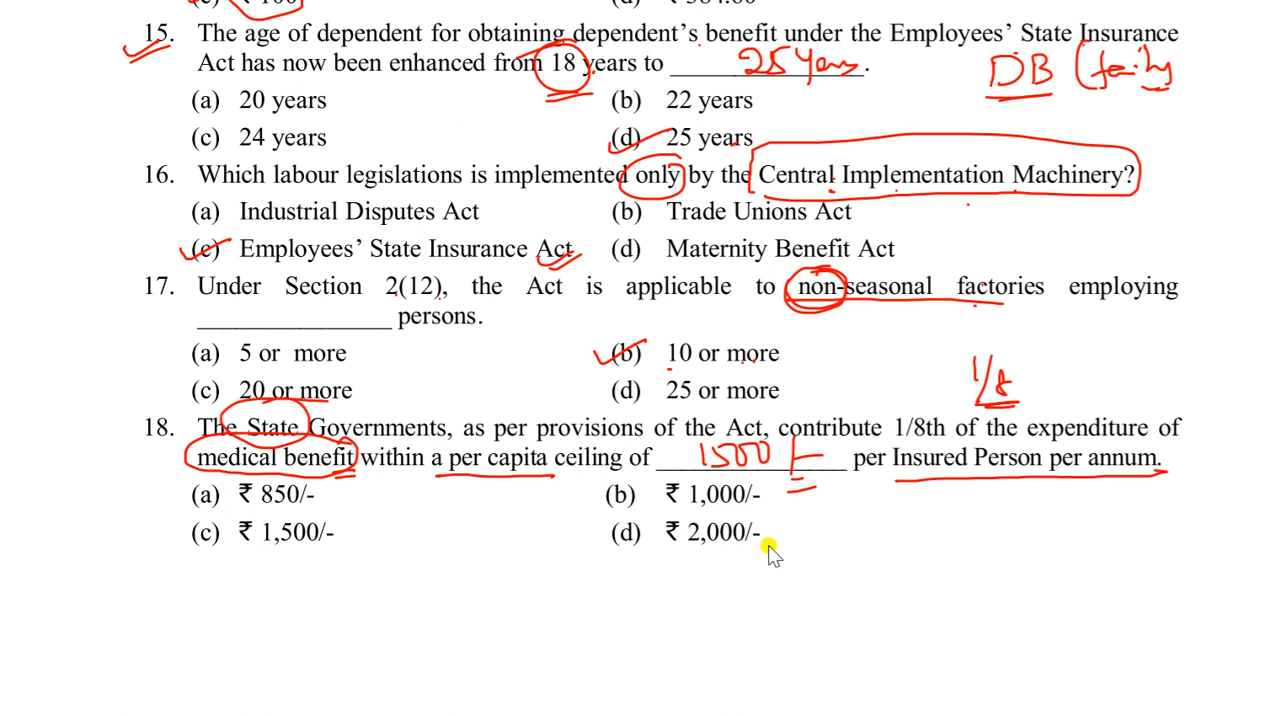 15. The age of dependent for obtaining dependent's benefit under the Employees' State Insurance
Act has now been enhanced from 18 years to 25 Years.
DB (family
(a) 20 years (b) 22 years
(c) 24 years (d) 25 years
16. Which labour legislations is implemented only by the Central Implementation Machinery?
(a) Industrial Disputes Act (b) Trade Unions Act
(c) Employees' State Insurance Act (d) Maternity Benefit Act
17. Under Section 2(12), the Act is applicable to non-seasonal factories employing
_______________ persons.
(a) 5 or more (b) 10 or more
(c) 20 or more (d) 25 or more
1/8
18. The State Governments, as per provisions of the Act, contribute 1/8th of the expenditure of
medical benefit within a per capita ceiling of 1500/- per Insured Person per annum.
(a) ₹ 850/- (b) ₹ 1,000/-
(c) ₹ 1,500/- (d) ₹ 2,000/-